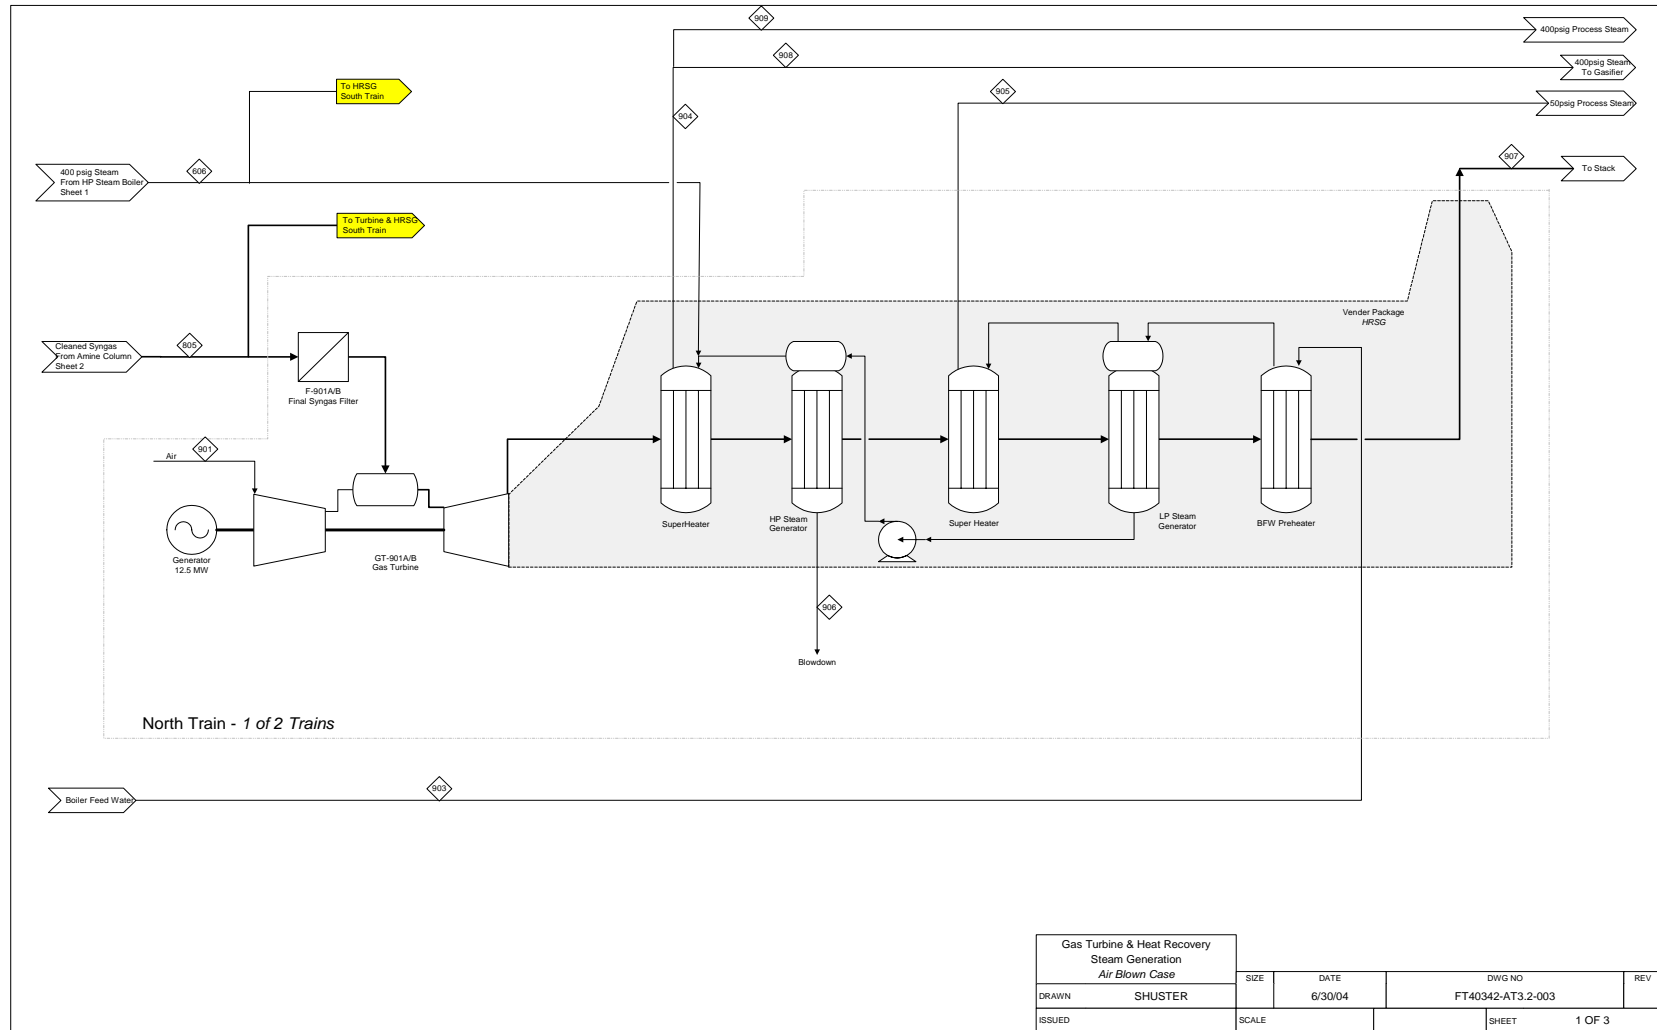 909
400psig Process Steam
908
400psig Steam
To Gasifier
To HRSG
South Train
905
50psig Process Steam
904
907
606
To Stack
400 psig Steam
From HP Steam Boiler
Sheet 1
To Turbine & HRSG
South Train
Vender Package
HRSG
805
Cleaned Syngas
From Amine Column
Sheet 2
F-901A/B
Final Syngas Filter
901
Air
SuperHeater
HP Steam
Generator
Super Heater
LP Steam
Generator
BFW Preheater
Generator
12.5 MW
GT-901A/B
Gas Turbine
906
Blowdown
North Train - 1 of 2 Trains
903
Boiler Feed Water
Gas Turbine & Heat Recovery
Steam Generation
Air Blown Case
SIZE DATE DWG NO REV
DRAWN SHUSTER 6/30/04 FT40342-AT3.2-003
ISSUED SCALE SHEET 1 OF 3